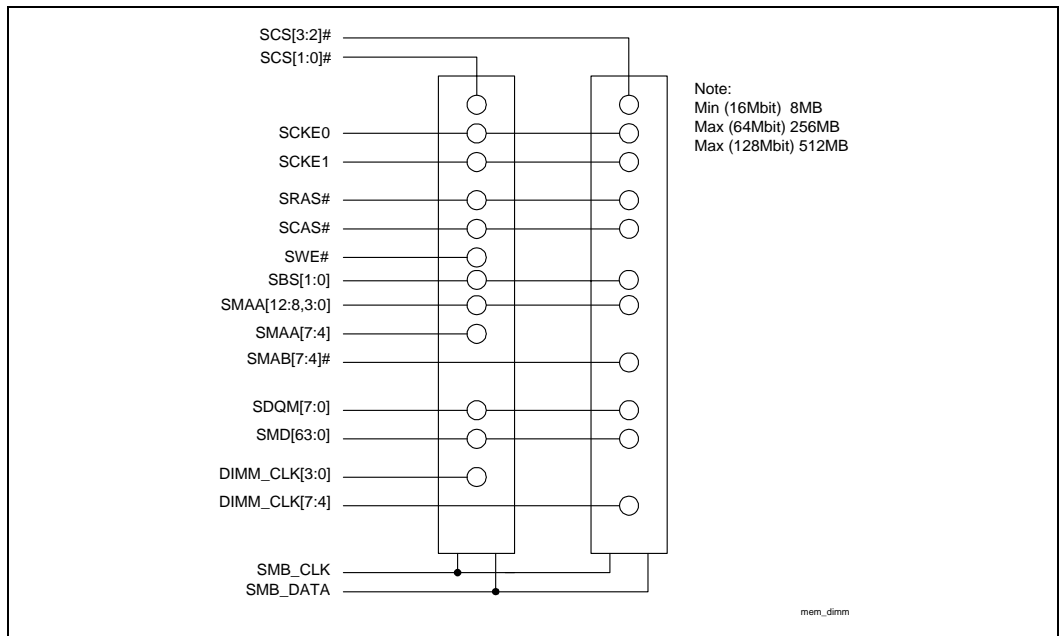 SCS[3:2]#
SCS[1:0]#
Note:
Min (16Mbit) 8MB
Max (64Mbit) 256MB
Max (128Mbit) 512MB
SCKE0
SCKE1
SRAS#
SCAS#
SWE#
SBS[1:0]
SMAA[12:8,3:0]
SMAA[7:4]
SMAB[7:4]#
SDQM[7:0]
SMD[63:0]
DIMM_CLK[3:0]
DIMM_CLK[7:4]
SMB_CLK
SMB_DATA
mem_dimm